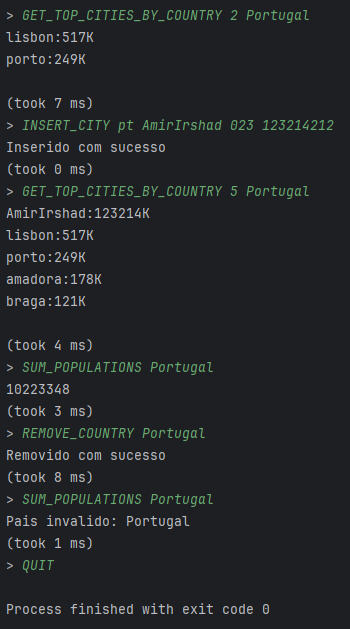 > GET_TOP_CITIES_BY_COUNTRY 2 Portugal
lisbon:517K
porto:249K
(took 7 ms)
> INSERT_CITY pt AmirIrshad 023 123214212
Inserido com sucesso
(took 0 ms)
> GET_TOP_CITIES_BY_COUNTRY 5 Portugal
AmirIrshad:123214K
lisbon:517K
porto:249K
amadora:178K
braga:121K
(took 4 ms)
> SUM_POPULATIONS Portugal
10223348
(took 3 ms)
> REMOVE_COUNTRY Portugal
Removido com sucesso
(took 8 ms)
> SUM_POPULATIONS Portugal
Pais invalido: Portugal
(took 1 ms)
> QUIT
Process finished with exit code 0